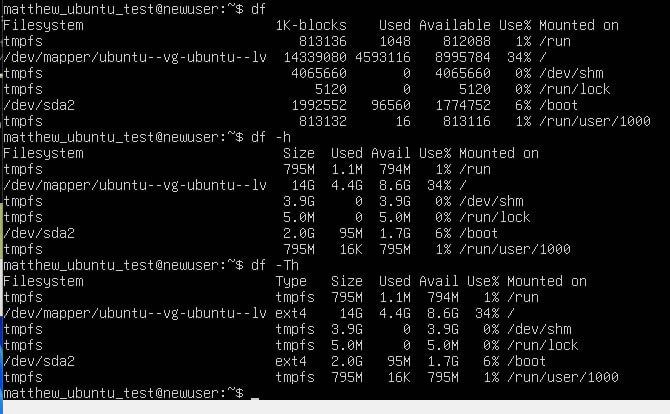 matthew_ubuntu_test@newuser:~$ df
Filesystem 1K-blocks Used Available Use% Mounted on
tmpfs 813136 1048 812088 1% /run
/dev/mapper/ubuntu--vg-ubuntu--lv 14339080 4593116 8995784 34% /
tmpfs 4065660 0 4065660 0% /dev/shm
tmpfs 5120 0 5120 0% /run/lock
/dev/sda2 1992552 96560 1774752 6% /boot
tmpfs 813132 16 813116 1% /run/user/1000
matthew_ubuntu_test@newuser:~$ df -h
Filesystem Size Used Avail Use% Mounted on
tmpfs 795M 1.1M 794M 1% /run
/dev/mapper/ubuntu--vg-ubuntu--lv 14G 4.4G 8.6G 34% /
tmpfs 3.9G 0 3.9G 0% /dev/shm
tmpfs 5.0M 0 5.0M 0% /run/lock
/dev/sda2 2.0G 95M 1.7G 6% /boot
tmpfs 795M 16K 795M 1% /run/user/1000
matthew_ubuntu_test@newuser:~$ df -Th
Filesystem Type Size Used Avail Use% Mounted on
tmpfs tmpfs 795M 1.1M 794M 1% /run
/dev/mapper/ubuntu--vg-ubuntu--lv ext4 14G 4.4G 8.6G 34% /
tmpfs tmpfs 3.9G 0 3.9G 0% /dev/shm
tmpfs tmpfs 5.0M 0 5.0M 0% /run/lock
/dev/sda2 ext4 2.0G 95M 1.7G 6% /boot
tmpfs tmpfs 795M 16K 795M 1% /run/user/1000
matthew_ubuntu_test@newuser:~$ _